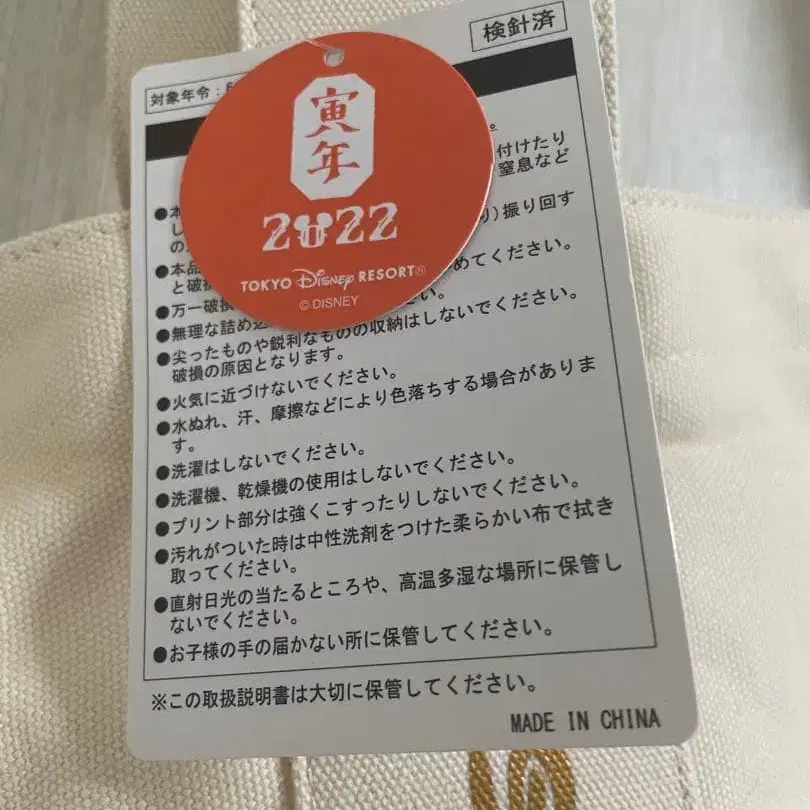 検針済
対象年令:6
寅年
2022
TOKYO Disney RESORT®
© DISNEY
付けたり
窒息など
●本
り)振り回す
の
●本品
と破損
めてください。
●万一破損
い。
●無理な詰め込
●尖ったものや鋭利なものの収納はしないでください。
破損の原因となります。
●火気に近づけないでください。
●水ぬれ、汗、摩擦などにより色落ちする場合がありま
す。
●洗濯はしないでください。
●洗濯機、乾燥機の使用はしないでください。
●プリント部分は強くこすったりしないでください。
●汚れがついた時は中性洗剤をつけた柔らかい布で拭き
取ってください。
●直射日光の当たるところや、高温多湿な場所に保管し
ないでください。
●お子様の手の届かない所に保管してください。
※この取扱説明書は大切に保管してください。
MADE IN CHINA